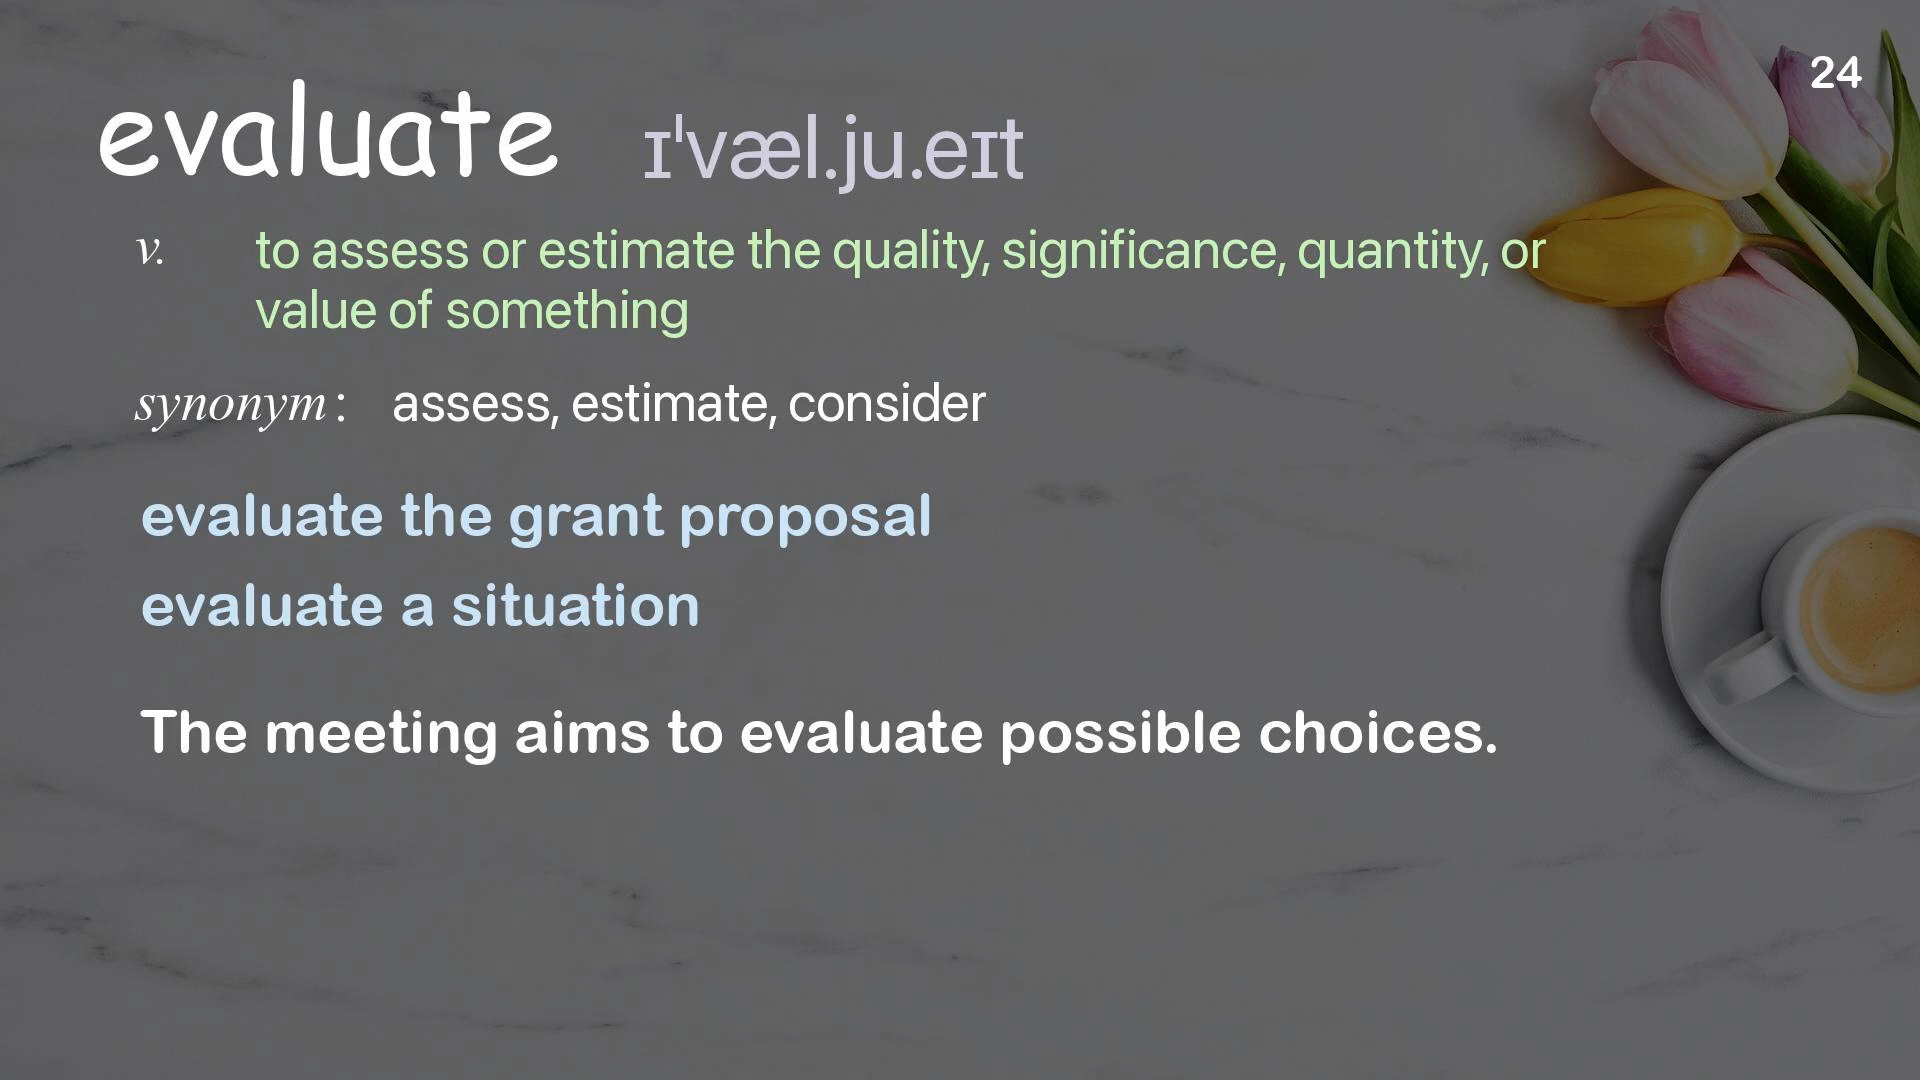 24
evaluate ɪˈvæl.ju.eɪt
v. to assess or estimate the quality, significance, quantity, or
value of something
synonym: assess, estimate, consider
evaluate the grant proposal
evaluate a situation
The meeting aims to evaluate possible choices.